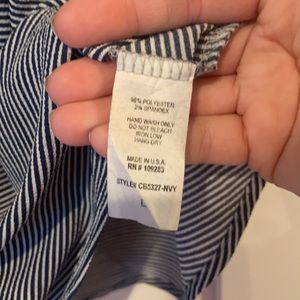 98% POLYESTER
2% SPANDEX
HAND WASH ONLY
DO NOT BLEACH
IRON LOW
HANG DRY
MADE IN U.S.A.
RN # 109283
STYLE# CB5327-NVY
L